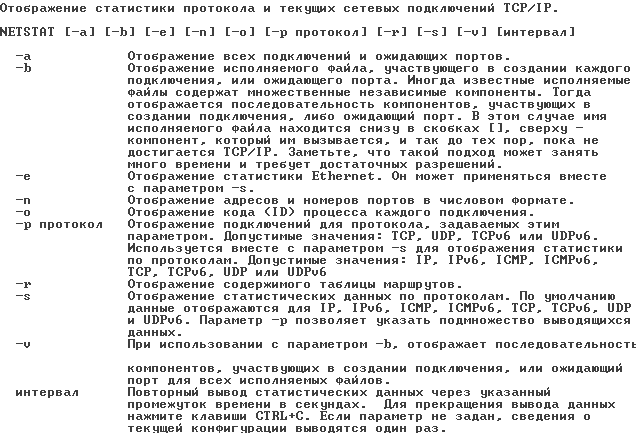 Отображение статистики протокола и текущих сетевых подключений TCP/IP.
NETSTAT [-a] [-b] [-e] [-n] [-o] [-p протокол] [-r] [-s] [-v] [интервал]
-a Отображение всех подключений и ожидающих портов.
-b Отображение исполняемого файла, участвующего в создании каждого
подключения, или ожидающего порта. Иногда известные исполняемые
файлы содержат множественные независимые компоненты. Тогда
отображается последовательность компонентов, участвующих в
создании подключения, либо ожидающий порт. В этом случае имя
исполняемого файла находится снизу в скобках [], сверху -
компонент, который им вызывается, и так до тех пор, пока не
достигается TCP/IP. Заметьте, что такой подход может занять
много времени и требует достаточных разрешений.
-e Отображение статистики Ethernet. Он может применяться вместе
с параметром -s.
-n Отображение адресов и номеров портов в числовом формате.
-o Отображение кода (ID) процесса каждого подключения.
-p протокол Отображение подключений для протокола, задаваемых этим
параметром. Допустимые значения: TCP, UDP, TCPv6 или UDPv6.
Используется вместе с параметром -s для отображения статистики
по протоколам. Допустимые значения: IP, IPv6, ICMP, ICMPv6,
TCP, TCPv6, UDP или UDPv6
-r Отображение содержимого таблицы маршрутов.
-s Отображение статистических данных по протоколам. По умолчанию
данные отображаются для IP, IPv6, ICMP, ICMPv6, TCP, TCPv6, UDP
и UDPv6. Параметр -p позволяет указать подмножество выводящихся
данных.
-v При использовании с параметром -b, отображает последовательность
компонентов, участвующих в создании подключения, или ожидающий
порт для всех исполняемых файлов.
интервал Повторный вывод статистических данных через указанный
промежуток времени в секундах. Для прекращения вывода данных
нажмите клавиши CTRL+C. Если параметр не задан, сведения о
текущей конфигурации выводятся один раз.